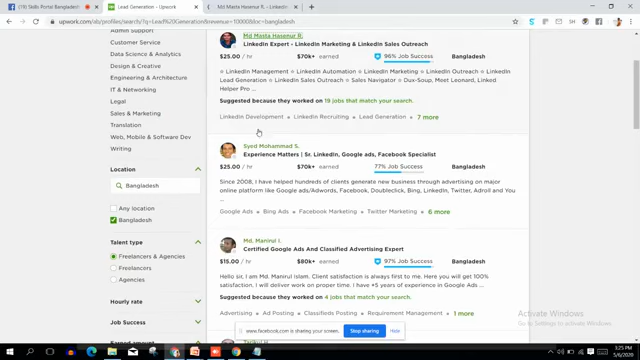 (1) Skills Portal Bangladesh
Lead Generation - Upwork
upwork.com/ab/profiles/search/?q=Lead%20Generation&revenue=10000&loc=bangladesh
Admin Support
Customer Service
Data Science & Analytics
Design & Creative
Engineering & Architecture
IT & Networking
Legal
Sales & Marketing
Translation
Web, Mobile & Software Dev
Writing
Location
Bangladesh
Any location
Bangladesh
Talent type
Freelancers & Agencies
Freelancers
Agencies
Hourly rate
Job Success
Earned amount
Md Masta Hasenur R.
LinkedIn Expert - LinkedIn Marketing & LinkedIn Sales Outreach
$25.00 / hr $70k+ earned 96% Job Success Bangladesh
☆ LinkedIn Management ☆ LinkedIn Automation ☆ LinkedIn Marketing ☆ LinkedIn Outreach ☆ LinkedIn
Lead Generation ☆ LinkedIn Sales Outreach ☆ Sales Navigator ☆ Dux-Soup, Meet Leonard, Linked
Helper Pro ...
Suggested because they worked on 19 jobs that match your search.
LinkedIn Development LinkedIn Recruiting Lead Generation 7 more
Syed Mohammad S.
Experience Matters | Sr. LinkedIn, Google ads, Facebook Specialist
$25.00 / hr $70k+ earned 77% Job Success Bangladesh
Since 2008, I have helped hundreds of clients generate new business through advertising on major
online platform like Google ads/Adwords, Facebook, Doubleclick, Bing, LinkedIn, Twitter, Adroll and You
...
Google Ads Bing Ads Facebook Marketing Twitter Marketing 6 more
Md. Manirul I.
Certified Google Ads And Classified Advertising Expert
$15.00 / hr $80k+ earned 97% Job Success Bangladesh
Hello sir, I am Md. Manirul Islam. Client satisfaction is always first to me. Here you will get 100%
satisfaction, I will deliver work on proper time. I have +5 years of experience in Google Ads ...
Suggested because they worked on 4 jobs that match your search.
Advertising Ad Posting Classifieds Posting Requirement Management 1 more
www.facebook.com is sharing your screen.
Stop sharing
Hide
Activate Windows
Go to Settings to activate Windows.
3:25 PM
5/6/2020